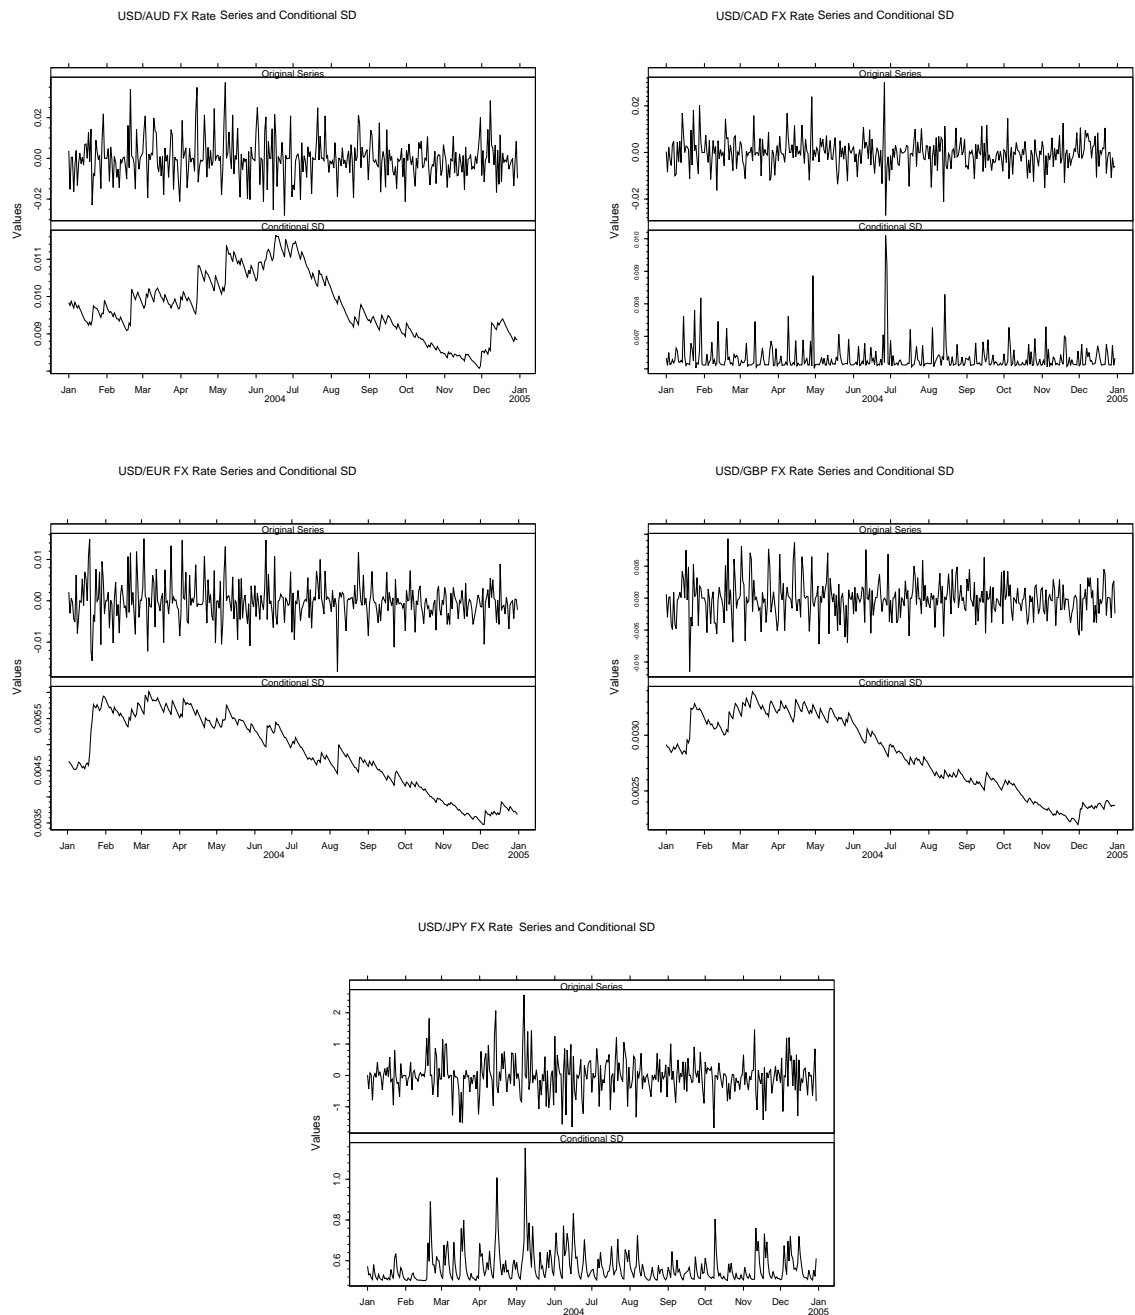 USD/AUD FX Rate Series and Conditional SD
Original Series
0.02
0.00
-0.02
Values
Conditional SD
0.011
0.010
0.009
Jan Feb Mar Apr May Jun Jul Aug Sep Oct Nov Dec Jan
2004 2005
USD/CAD FX Rate Series and Conditional SD
Original Series
0.02
0.00
-0.02
Conditional SD
0.010
0.009
0.008
0.007
Jan Feb Mar Apr May Jun Jul Aug Sep Oct Nov Dec Jan
2004 2005
USD/EUR FX Rate Series and Conditional SD
Original Series
0.01
0.00
-0.01
Values
Conditional SD
0.0055
0.0045
0.0035
Jan Feb Mar Apr May Jun Jul Aug Sep Oct Nov Dec Jan
2004 2005
USD/GBP FX Rate Series and Conditional SD
Original Series
0.005
0.000
-0.005
-0.010
Conditional SD
0.0030
0.0025
Jan Feb Mar Apr May Jun Jul Aug Sep Oct Nov Dec Jan
2004 2005
USD/JPY FX Rate Series and Conditional SD
Original Series
2
1
0
-1
Values
Conditional SD
1.0
0.8
0.6
Jan Feb Mar Apr May Jun Jul Aug Sep Oct Nov Dec Jan
2004 2005